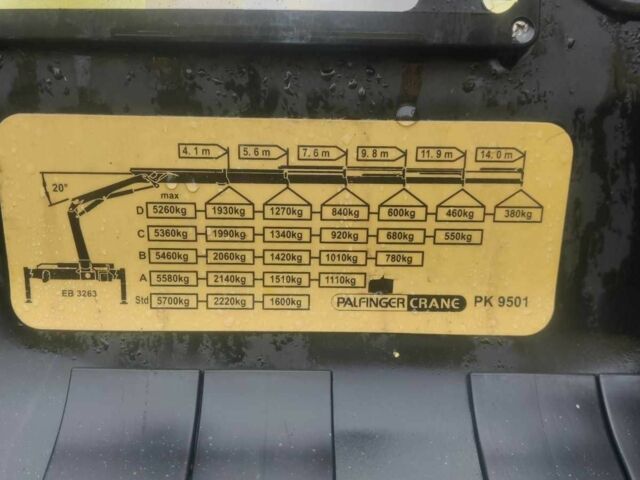 4.1 m 5.6 m 7.6 m 9.8 m 11.9 m 14.0 m
20°
max
D 5260kg 1930kg 1270kg 840kg 600kg 460kg 380kg
C 5360kg 1990kg 1340kg 920kg 680kg 550kg
B 5460kg 2060kg 1420kg 1010kg 780kg
A 5580kg 2140kg 1510kg 1110kg
EB 3263
Std 5700kg 2220kg 1600kg PALFINGER CRANE PK 9501